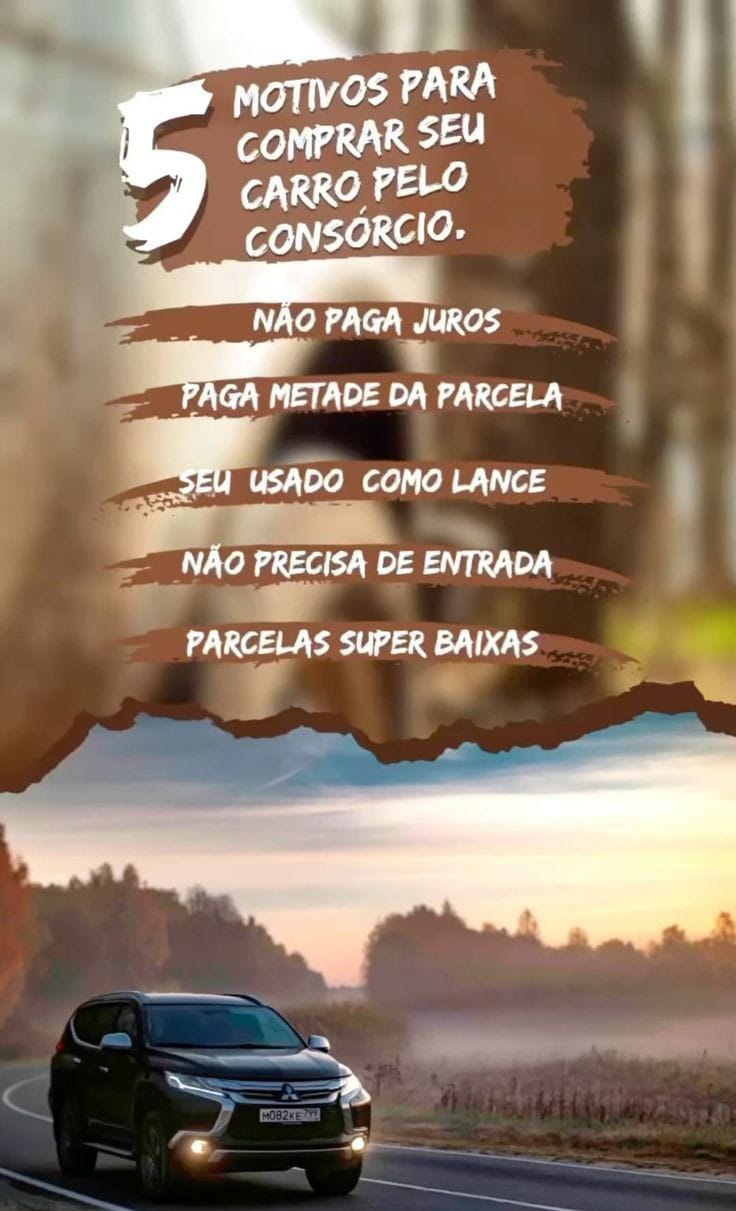 5
MOTIVOS PARA
COMPRAR SEU
CARRO PELO
CONSÓRCIO.
NÃO PAGA JUROS
PAGA METADE DA PARCELA
SEU USADO COMO LANCE
NÃO PRECISA DE ENTRADA
PARCELAS SUPER BAIXAS
М082КЕ 799